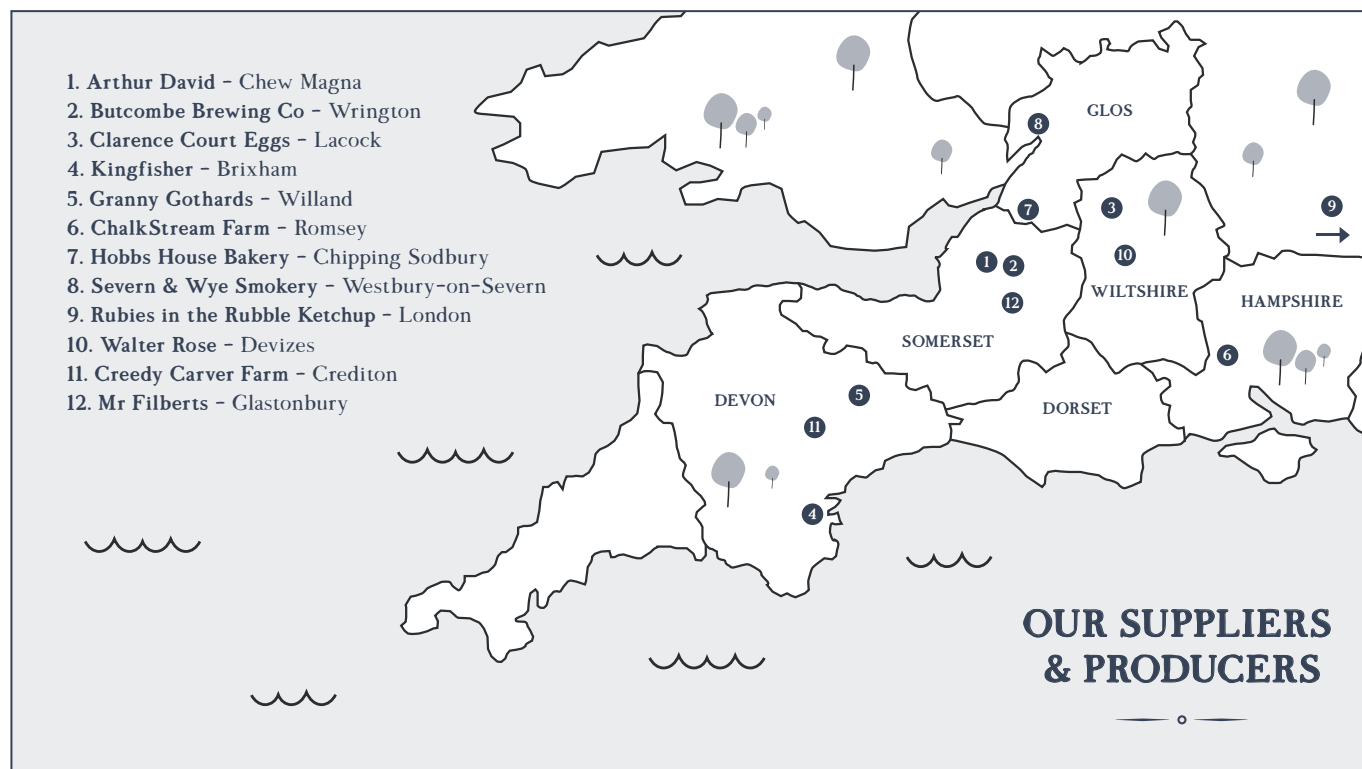 1. Arthur David – Chew Magna
2. Butcombe Brewing Co – Wrington
3. Clarence Court Eggs – Lacock
4. Kingfisher – Brixham
5. Granny Gothards – Willand
6. ChalkStream Farm – Romsey
7. Hobbs House Bakery – Chipping Sodbury
8. Severn & Wye Smokery – Westbury-on-Severn
9. Rubies in the Rubble Ketchup – London
10. Walter Rose – Devizes
11. Creedy Carver Farm – Crediton
12. Mr Filberts – Glastonbury
GLOS
8
9
3
7
10
1
2
12
WILTSHIRE
HAMPSHIRE
SOMERSET
6
DEVON
5
DORSET
11
4
OUR SUPPLIERS
& PRODUCERS